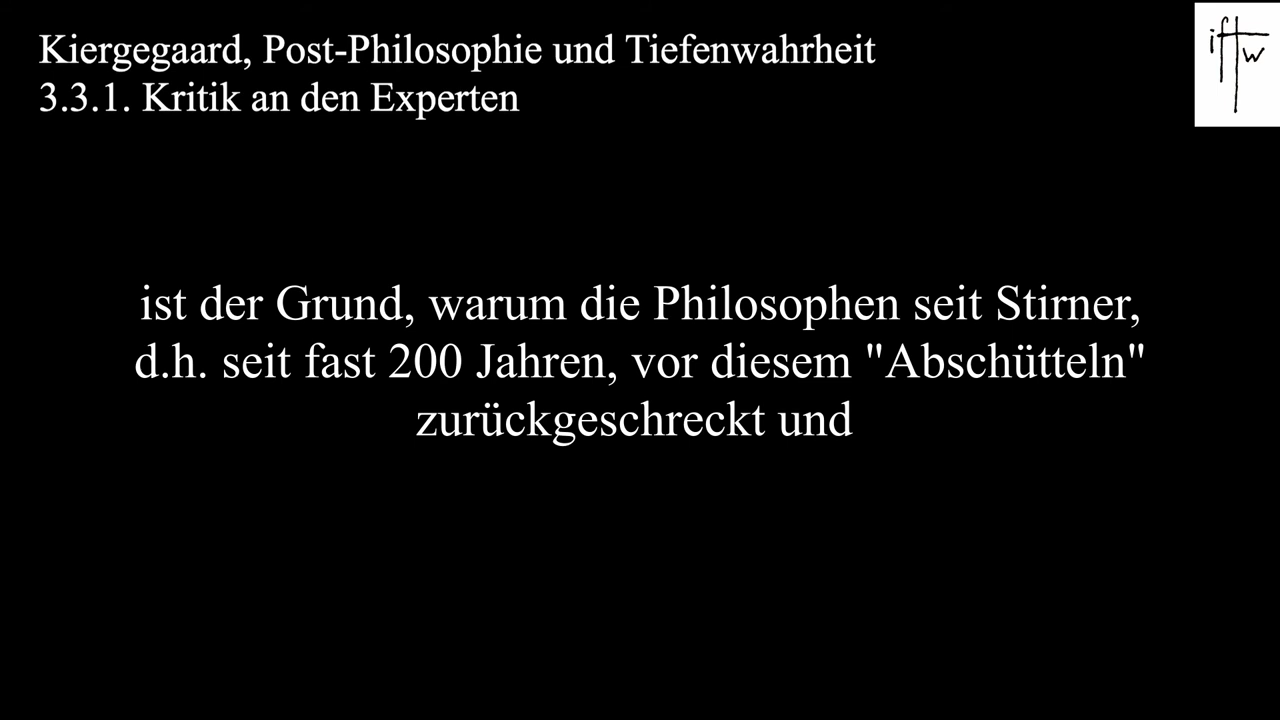 Kiergegaard, Post-Philosophie und Tiefenwahrheit
3.3.1. Kritik an den Experten
iftw
ist der Grund, warum die Philosophen seit Stirner,
d.h. seit fast 200 Jahren, vor diesem "Abschütteln"
zurückgeschreckt und